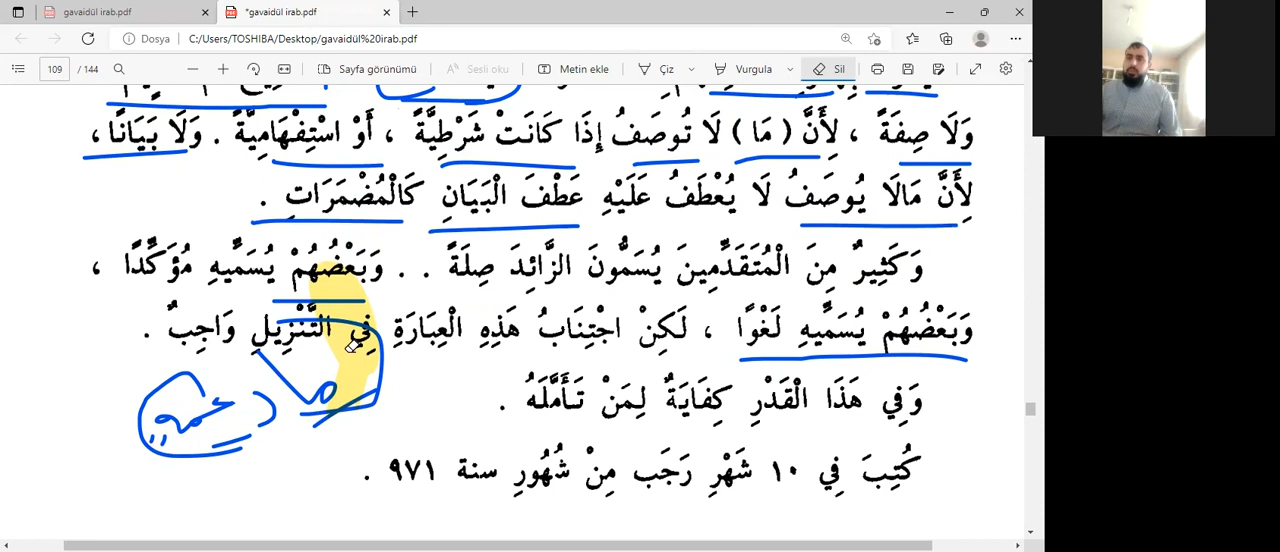 gavaidül irab.pdf
*gavaidül irab.pdf
Dosya
C:/Users/TOSHIBA/Desktop/gavaidül%20irab.pdf
109 / 144
Sayfa görünümü
Sesli oku
Metin ekle
Çiz
Vurgula
Sil
وَلَا صِفَةً ، لِأَنَّ ( مَا ) لَا تُوصَفُ إِذَا كَانَتْ شَرْطِيَّةً ، أَوْ اسْتِفْهَامِيَّةً . وَلَا بَيَانًا ،
لِأَنَّ مَالَا يُوصَفُ لَا يُعْطَفُ عَلَيْهِ عَطْفَ الْبَيَانِ كَالْمُضْمَرَاتِ .
وَكَثِيرٌ مِنَ الْمُتَقَدِّمِينَ يُسَمُّونَ الزَّائِدَ صِلَةً . . وَبَعْضُهُمْ يُسَمِّيهِ مُؤَكِّدًا ،
وَبَعْضُهُمْ يُسَمِّيهِ لَغْوًا ، لَكِنْ اجْتِنَابُ هَذِهِ الْعِبَارَةِ فِي التَّنْزِيلِ وَاجِبٌ .
وَفِي هَذَا الْقَدْرِ كِفَايَةٌ لِمَنْ تَأَمَّلَهُ .
كُتِبَ فِي ١٠ شَهْرِ رَجَب مِنْ شُهُورِ سنة ٩٧١ .